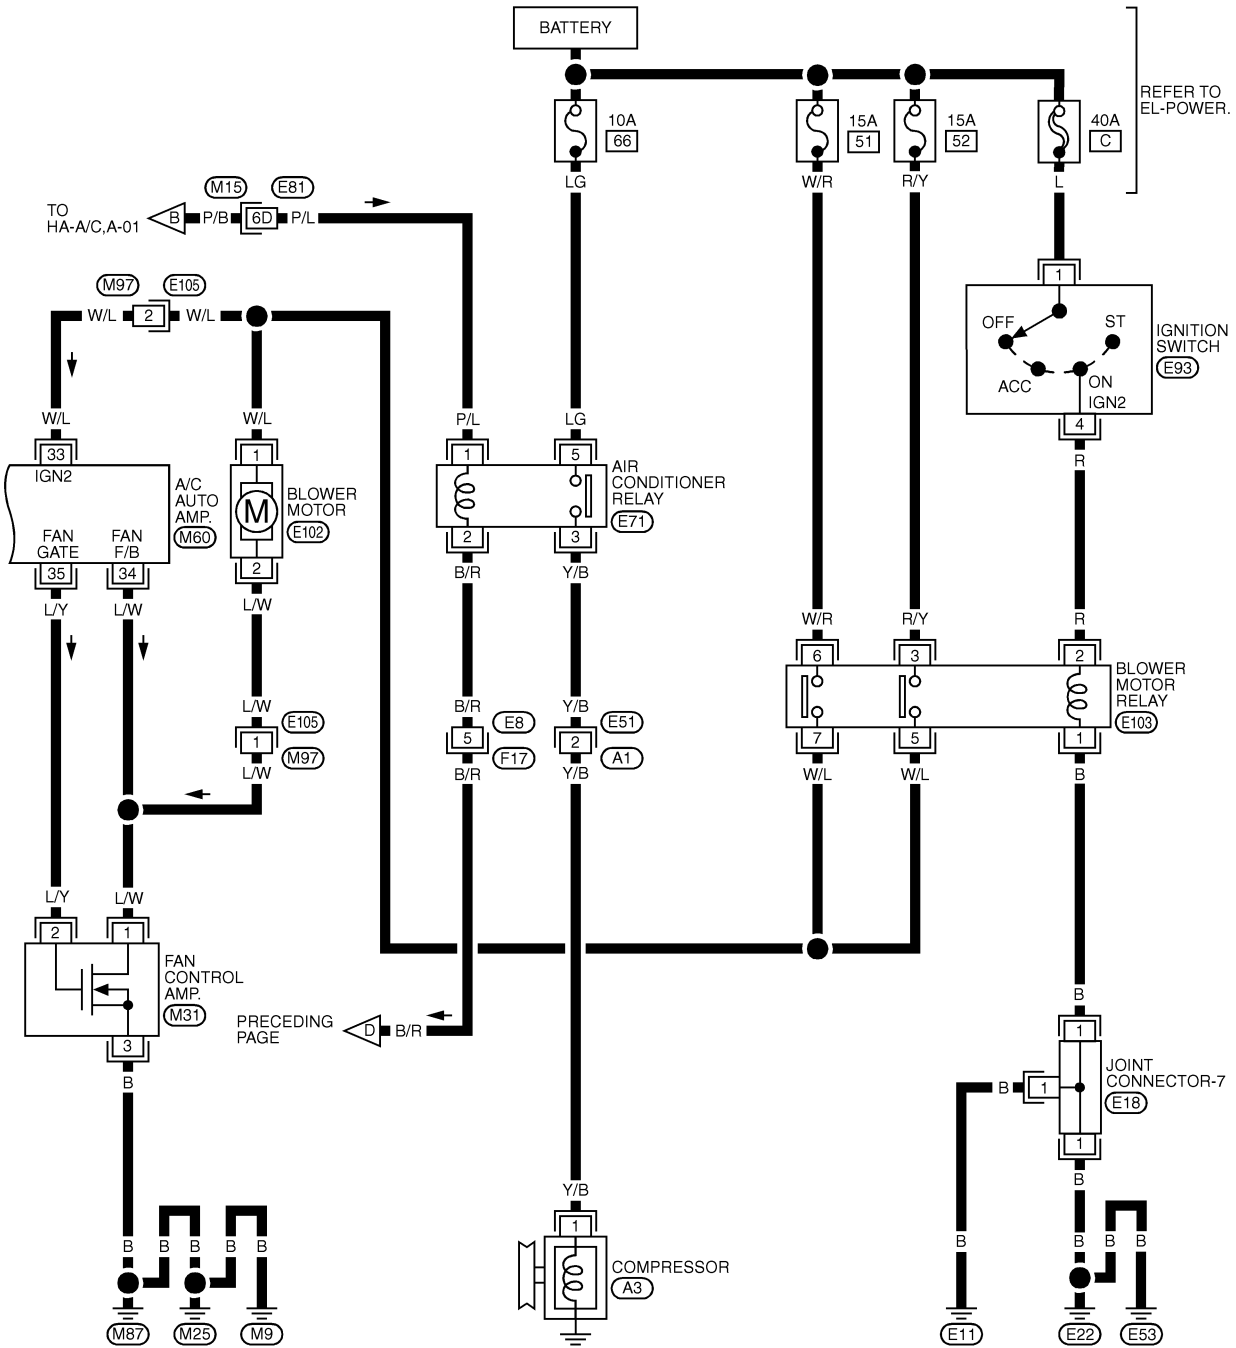 BATTERY
REFER TO
EL-POWER.
10A
66
15A
51
15A
52
40A
C
LG
W/R
R/Y
L
M15
E81
TO
HA-A/C,A-01
B
P/B
6D
P/L
M97
E105
W/L
2
W/L
1
OFF
ST
ACC
ON
IGN2
4
IGNITION
SWITCH
E93
W/L
W/L
P/L
LG
R
33
1
1
5
IGN2
A/C
AUTO
AMP.
M60
FAN
GATE
FAN
F/B
35
34
M
BLOWER
MOTOR
E102
2
AIR
CONDITIONER
RELAY
E71
2
3
L/Y
L/W
L/W
B/R
Y/B
W/R
R/Y
R
6
3
2
BLOWER
MOTOR
RELAY
E103
7
5
1
W/L
W/L
B
L/W
E105
1
M97
L/W
B/R
E8
5
F17
B/R
Y/B
E51
2
A1
Y/B
L/Y
L/W
2
1
FAN
CONTROL
AMP.
M31
3
B
PRECEDING
PAGE
D
B/R
B
1
JOINT
CONNECTOR-7
E18
B
1
1
B
Y/B
1
COMPRESSOR
A3
B
B
B
B
B
B
B
B
B
M87
M25
M9
E11
E22
E53